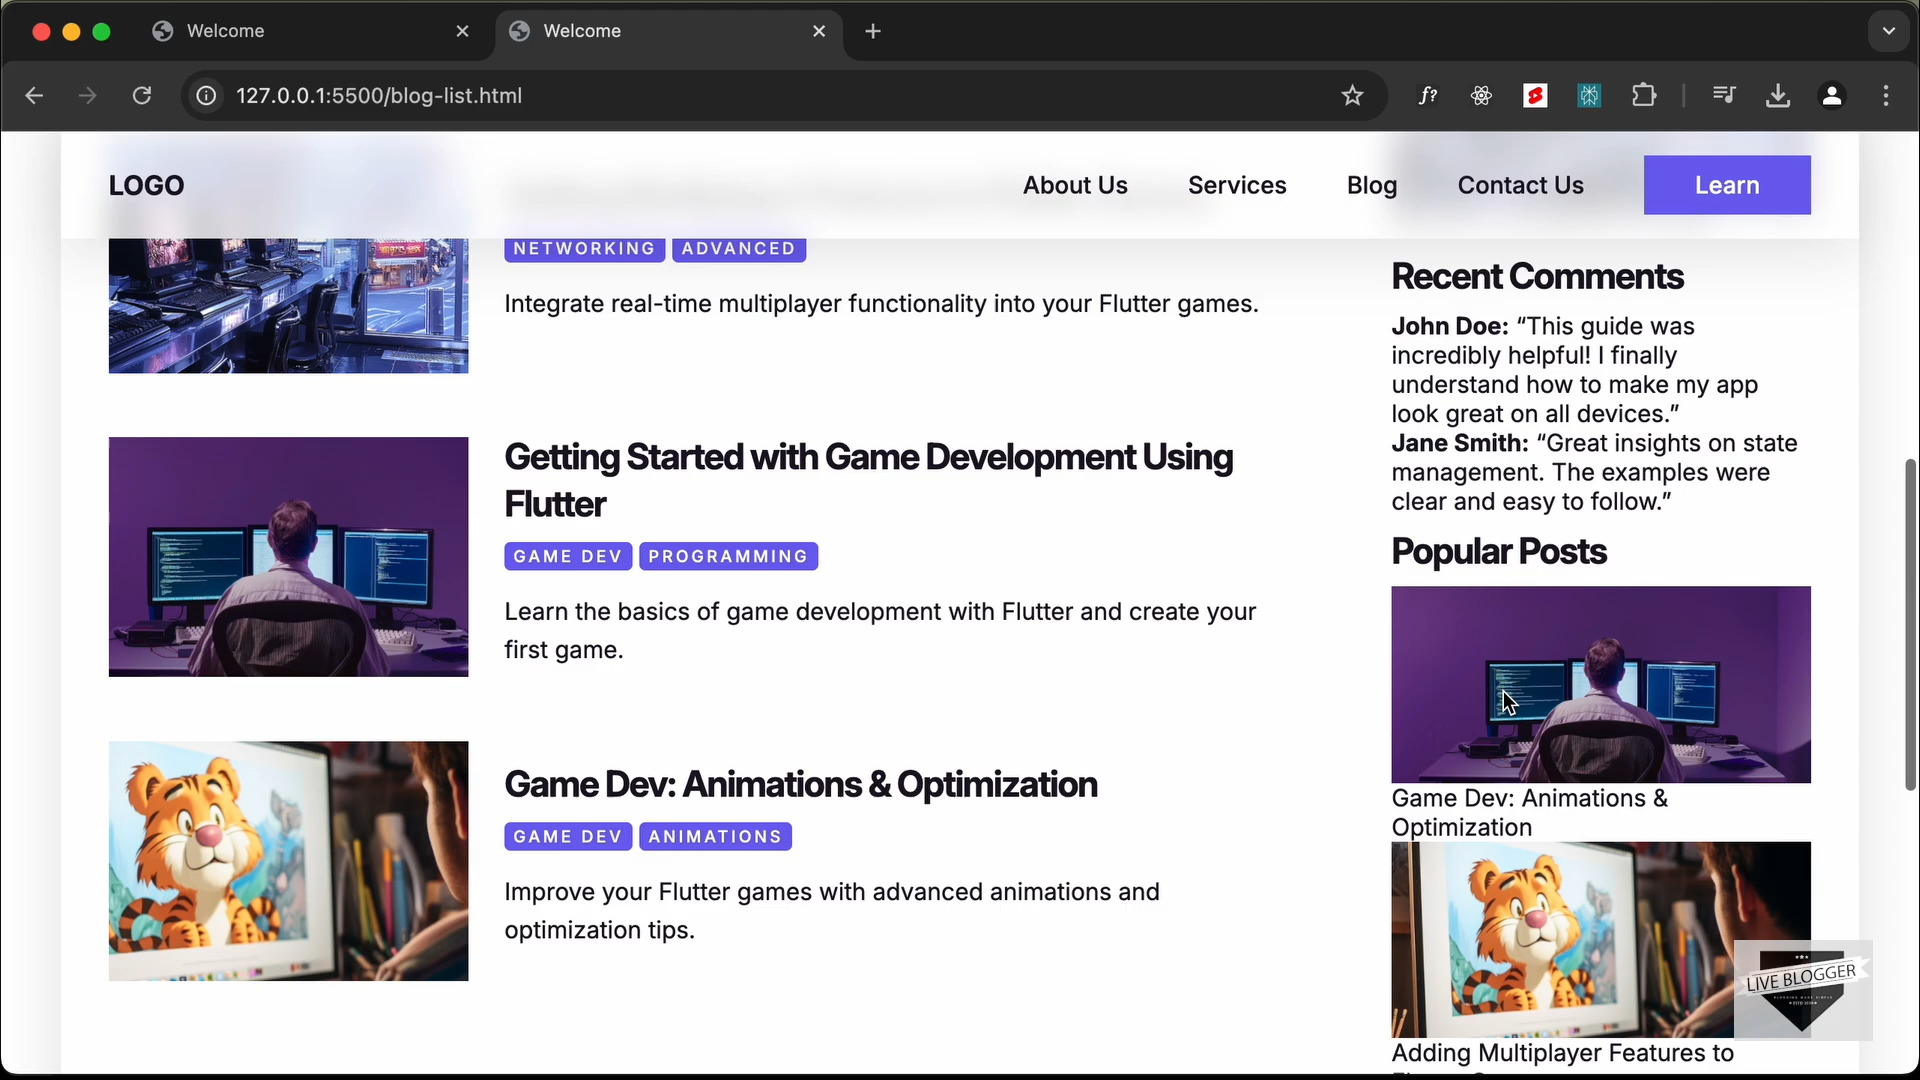 Welcome
Welcome
127.0.0.1:5500/blog-list.html
f?
LOGO
About Us
Services
Blog
Contact Us
Learn
NETWORKING
ADVANCED
Integrate real-time multiplayer functionality into your Flutter games.
Getting Started with Game Development Using
Flutter
GAME DEV
PROGRAMMING
Learn the basics of game development with Flutter and create your
first game.
Game Dev: Animations & Optimization
GAME DEV
ANIMATIONS
Improve your Flutter games with advanced animations and
optimization tips.
Recent Comments
John Doe: “This guide was
incredibly helpful! I finally
understand how to make my app
look great on all devices.”
Jane Smith: “Great insights on state
management. The examples were
clear and easy to follow.”
Popular Posts
Game Dev: Animations &
Optimization
Adding Multiplayer Features to
LIVE BLOGGER